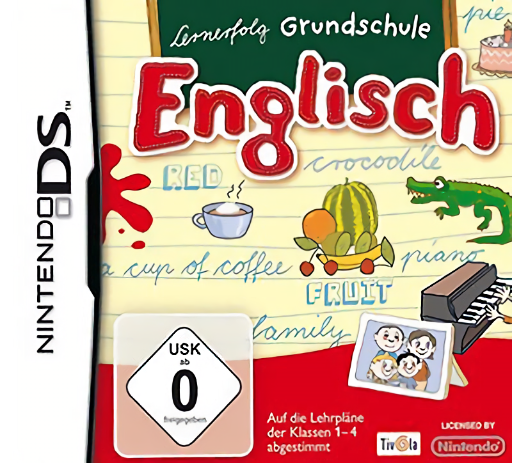 NINTENDO DS™
Lernerfolg Grundschule
pie
Englisch
crocodile
RED
a cup of coffee
piano
FRUIT
family
USK
ab
0
freigegeben
Auf die Lehrpläne
der Klassen 1–4
abgestimmt
Tivola
LICENSED BY
Nintendo